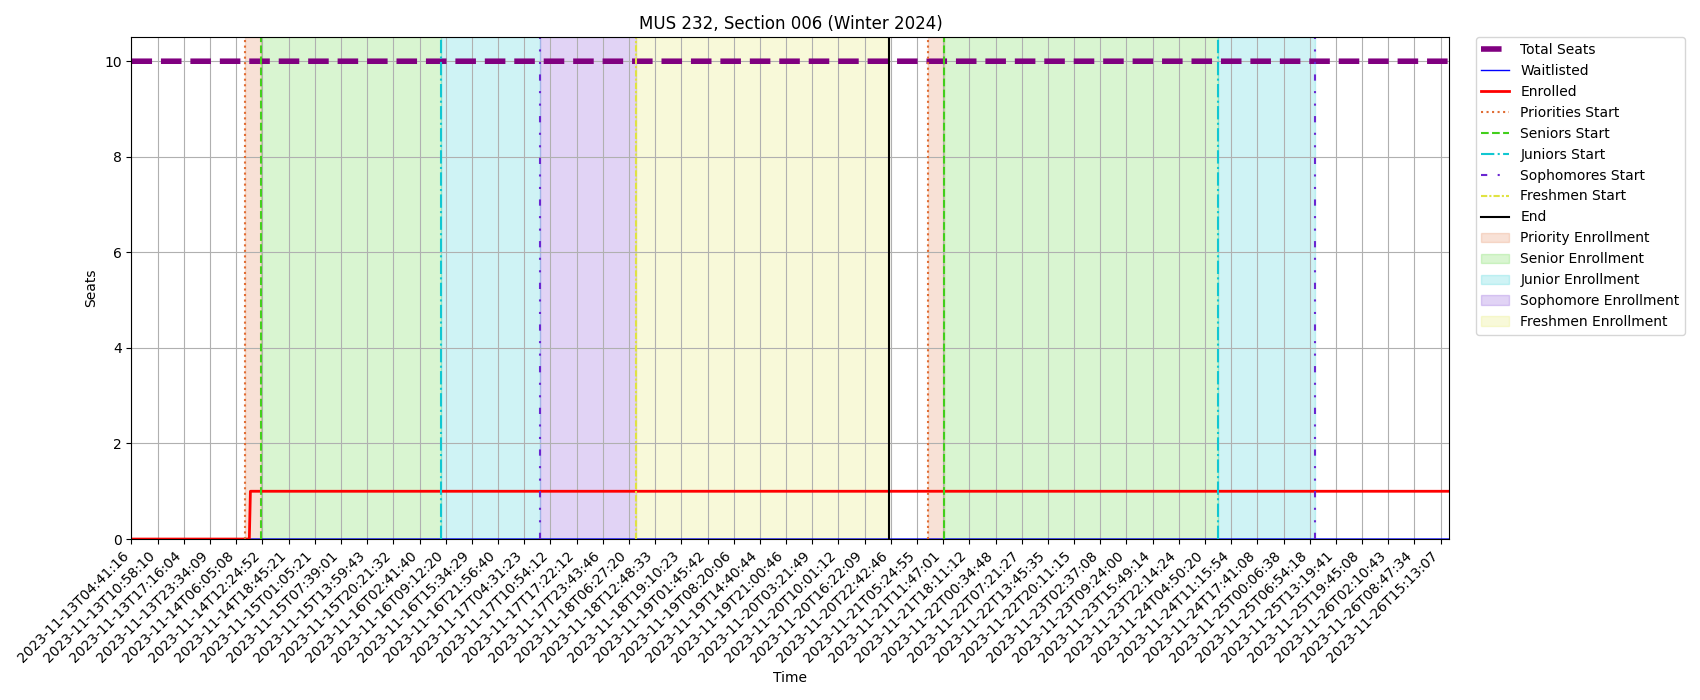 MUS 232, Section 006 (Winter 2024)
Seats
10
8
6
4
2
0
2023-11-13T04:41:16
2023-11-13T10:58:10
2023-11-13T17:16:04
2023-11-13T23:34:09
2023-11-14T06:05:08
2023-11-14T12:24:52
2023-11-14T18:45:21
2023-11-15T01:05:21
2023-11-15T07:39:01
2023-11-15T13:59:43
2023-11-15T20:21:32
2023-11-16T02:41:40
2023-11-16T09:12:20
2023-11-16T15:34:29
2023-11-16T21:56:40
2023-11-17T04:31:23
2023-11-17T10:54:12
2023-11-17T17:22:12
2023-11-17T23:43:46
2023-11-18T06:27:20
2023-11-18T12:48:33
2023-11-18T19:10:23
2023-11-19T01:45:42
2023-11-19T08:20:06
2023-11-19T14:40:44
2023-11-19T21:00:46
2023-11-20T03:21:49
2023-11-20T10:01:12
2023-11-20T16:22:09
2023-11-20T22:42:46
2023-11-21T05:24:55
2023-11-21T11:47:01
2023-11-21T18:11:12
2023-11-22T00:34:48
2023-11-22T07:21:27
2023-11-22T13:45:35
2023-11-22T20:11:15
2023-11-23T02:37:08
2023-11-23T09:24:00
2023-11-23T15:49:14
2023-11-23T22:14:24
2023-11-24T04:50:20
2023-11-24T11:15:54
2023-11-24T17:41:08
2023-11-25T00:06:38
2023-11-25T06:54:18
2023-11-25T13:19:41
2023-11-25T19:45:08
2023-11-26T02:10:43
2023-11-26T08:47:34
2023-11-26T15:13:07
Time
Total Seats
Waitlisted
Enrolled
Priorities Start
Seniors Start
Juniors Start
Sophomores Start
Freshmen Start
End
Priority Enrollment
Senior Enrollment
Junior Enrollment
Sophomore Enrollment
Freshmen Enrollment